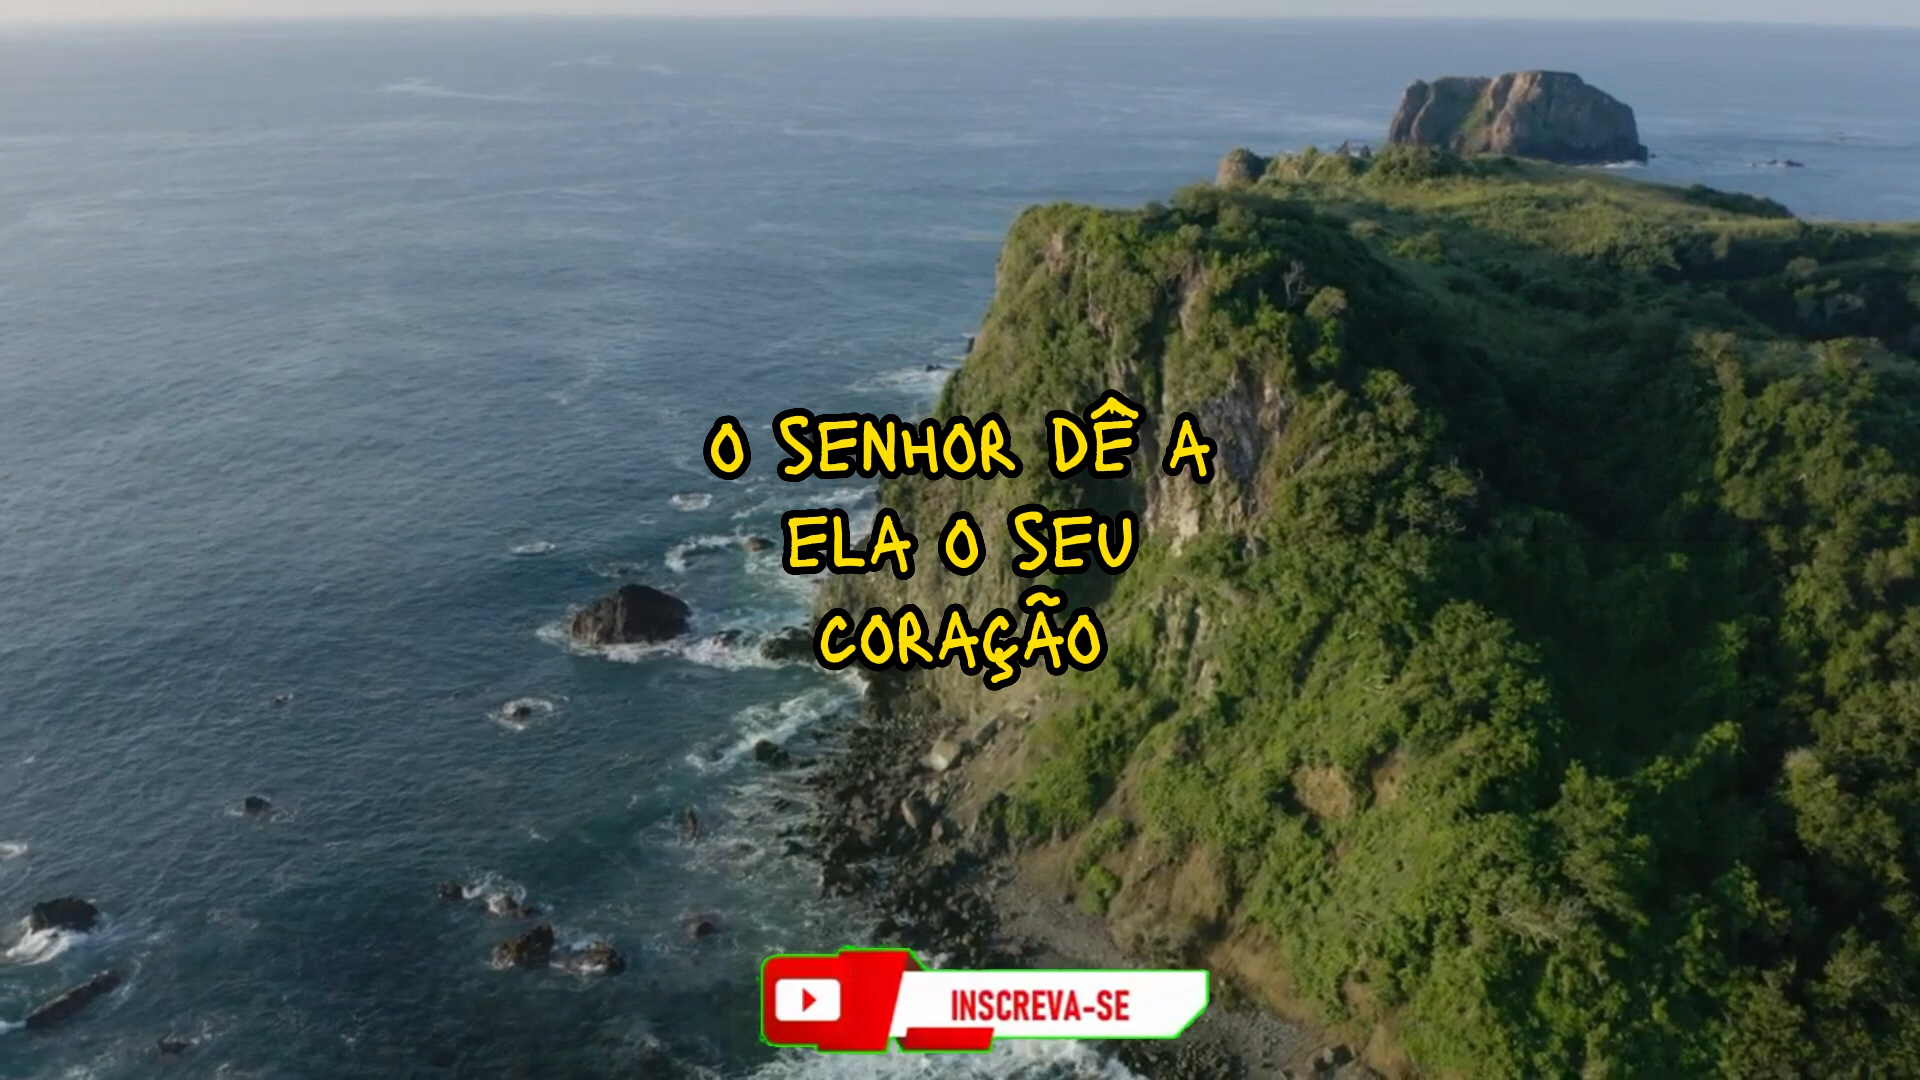 O SENHOR DÊ A
ELA O SEU
CORAÇÃO
INSCREVA-SE